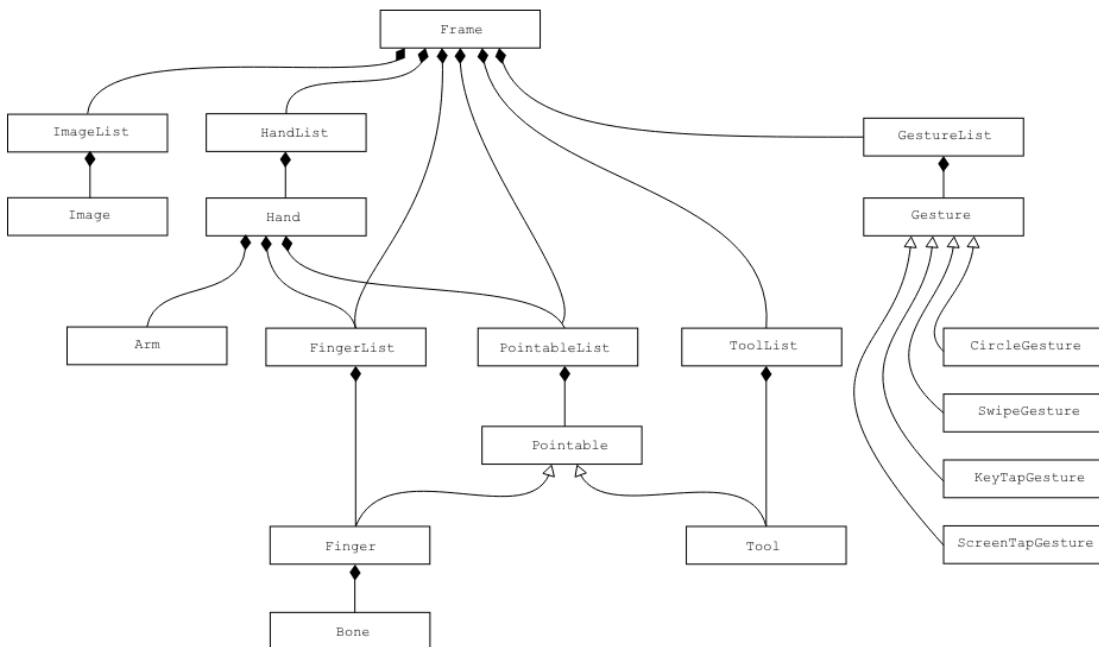 Frame
ImageList
HandList
GestureList
Image
Hand
Gesture
Arm
FingerList
PointableList
ToolList
CircleGesture
SwipeGesture
Pointable
KeyTapGesture
Finger
Tool
ScreenTapGesture
Bone